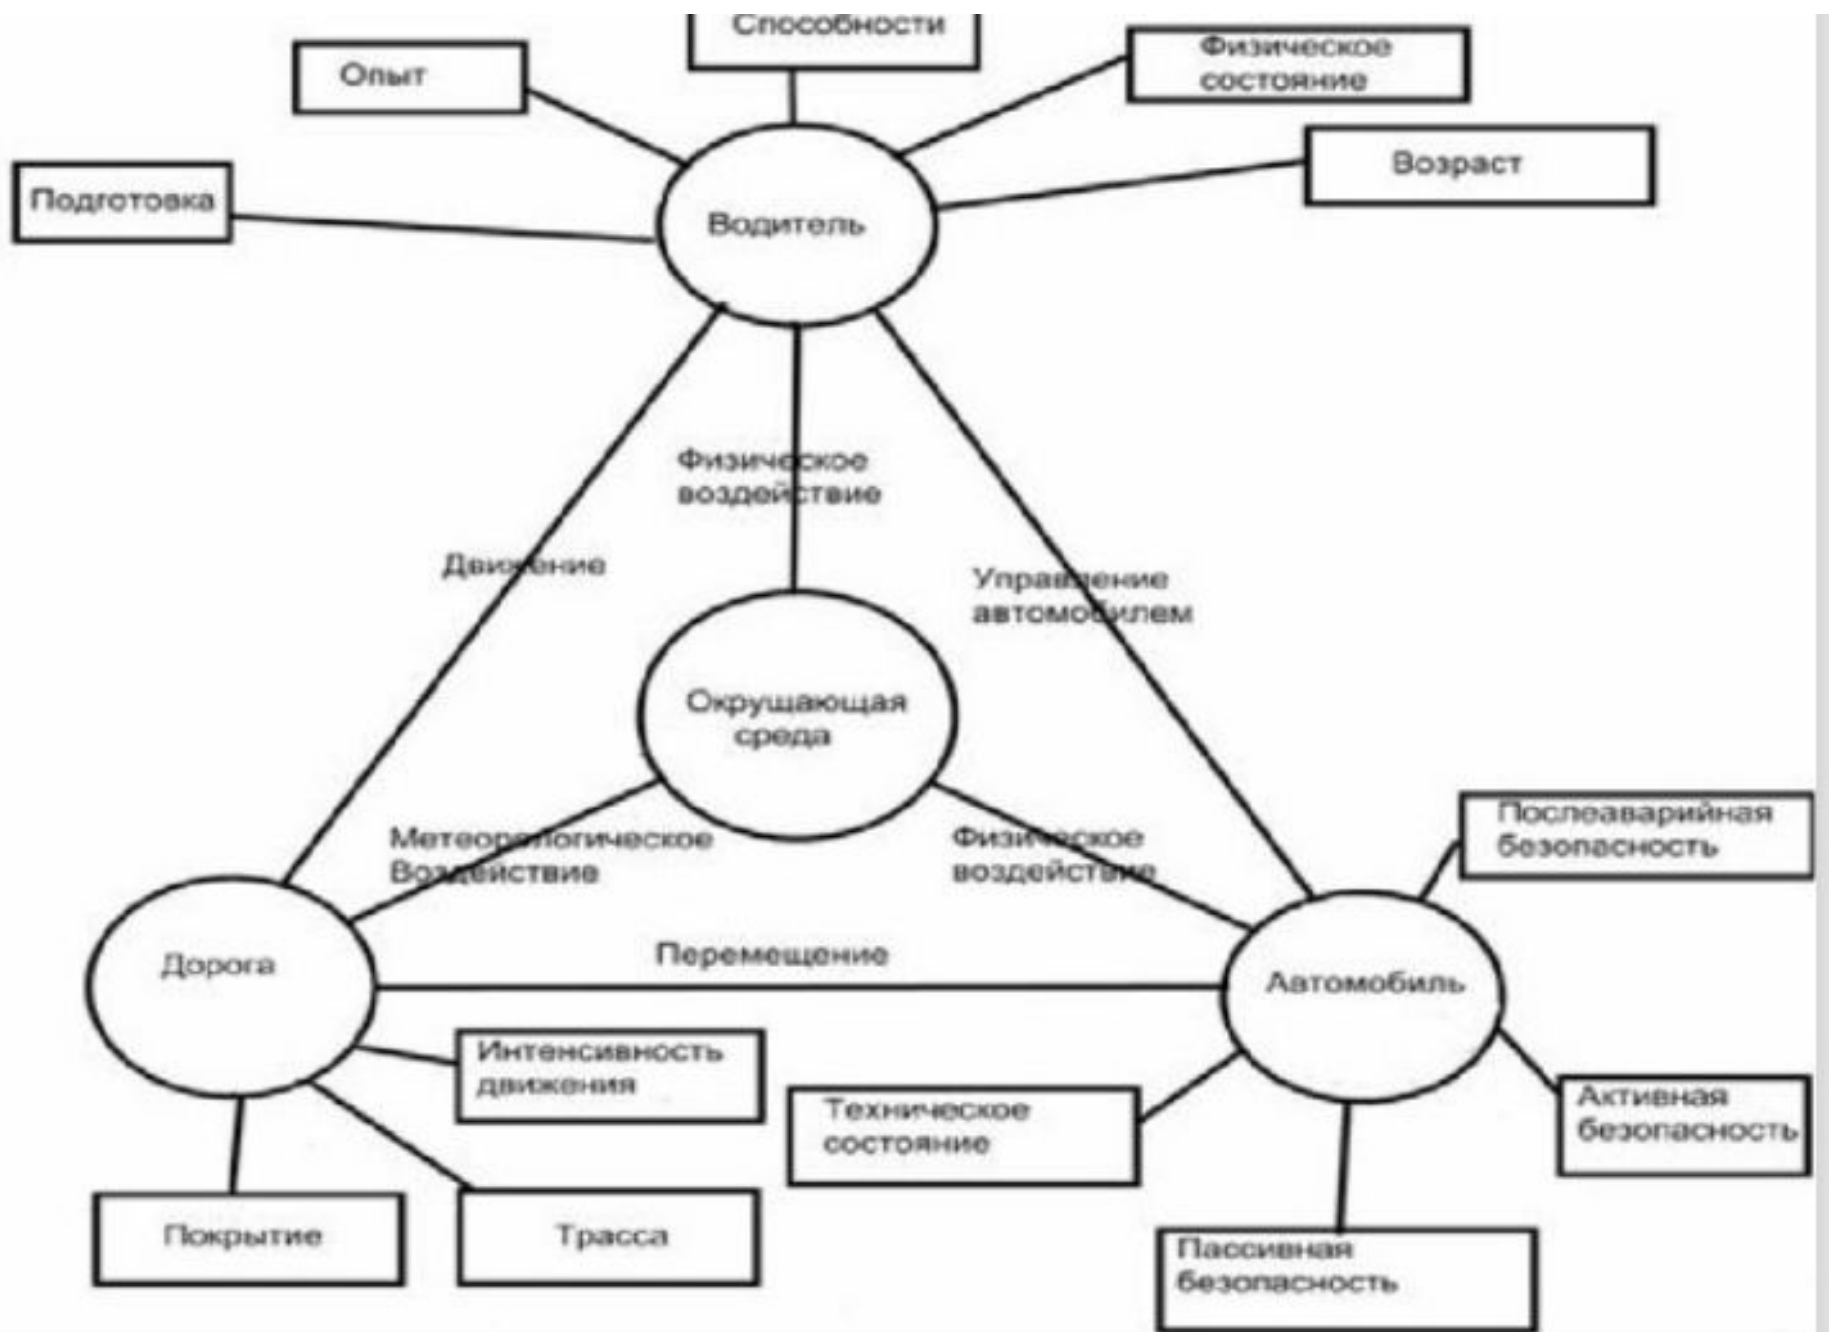 Способности
Опыт
Физическое
состояние
Возраст
Подготовка
Водитель
Физическое
воздействие
Движение
Управление
автомобилем
Окрущающая
среда
Метеорологическое
Воздействие
Физическое
воздействие
Послеаварийная
безопасность
Перемещение
Дорога
Автомобиль
Интенсивность
движения
Техническое
состояние
Активная
безопасность
Покрытие
Трасса
Пассивная
безопасность